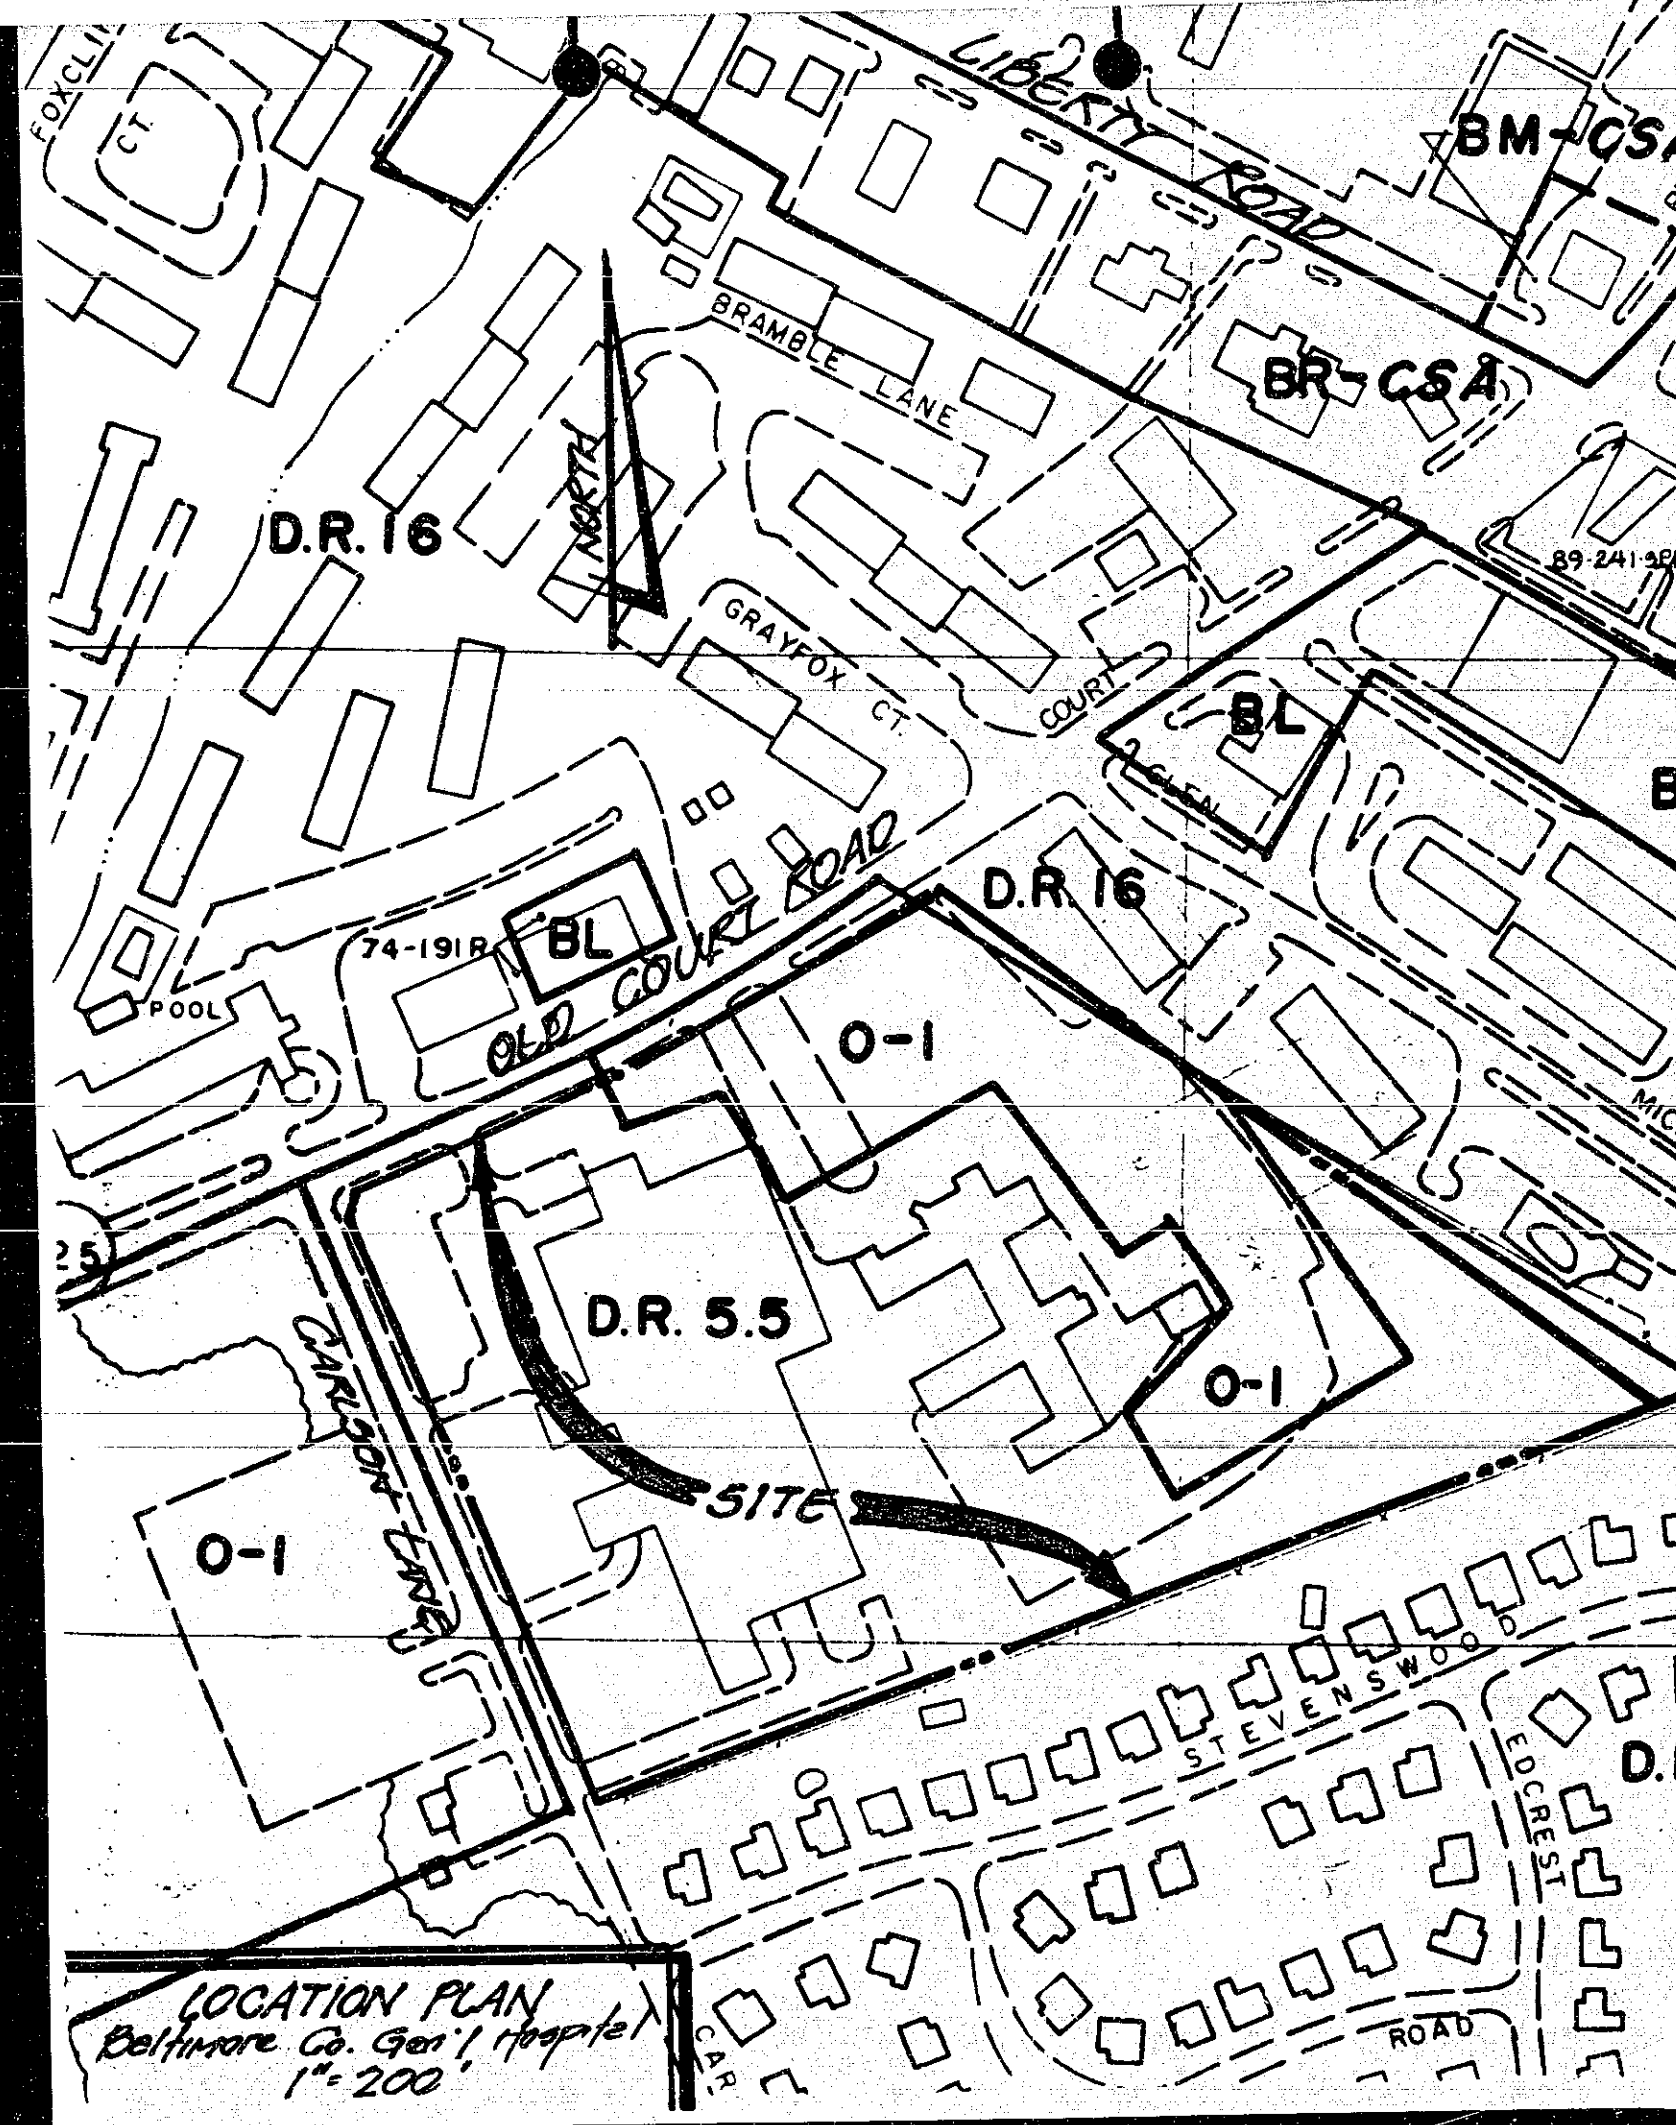 FOXCLI
CT.
LIBERTY ROAD
BM-CSA
BRAMBLE LANE
BR-CSA
NORTH
D.R. 16
89-241-SP
GRAYFOX CT.
COURT
BL
GLEN
B
D.R. 16
OLD COURT ROAD
74-191R
BL
POOL
O-1
MIC
25
D.R. 5.5
CARLSON LANE
O-1
SITE
O-1
STEVENSWOOD
EDCREST
D.
ROAD
CAR
LOCATION PLAN
Baltimore Co. Gen'l Hospital
1"=200'